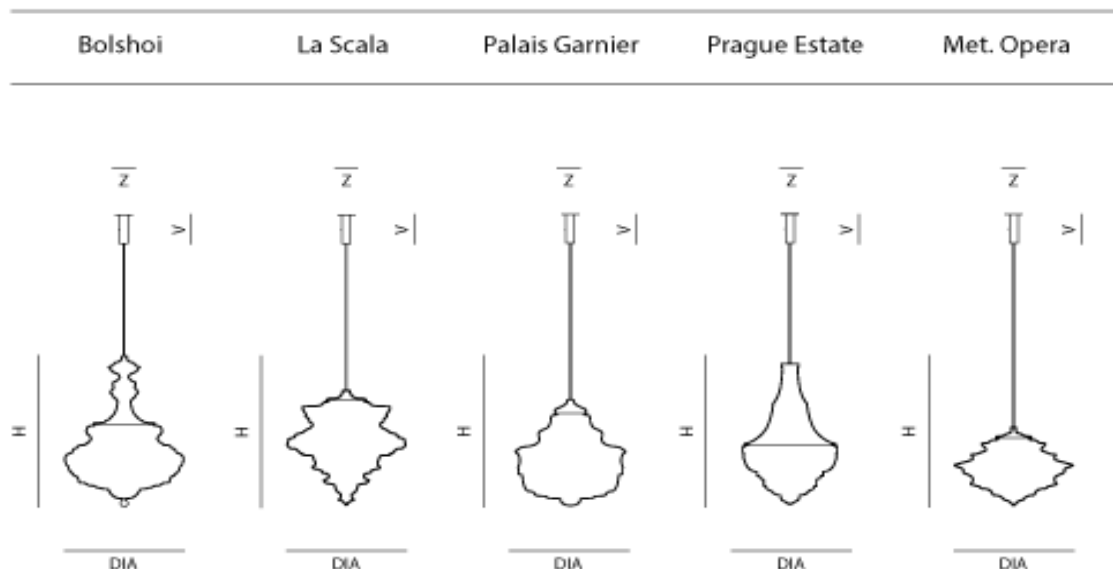 Bolshoi La Scala Palais Garnier Prague Estate Met. Opera
Z Z Z Z Z
V V V V V
H H H H H
DIA DIA DIA DIA DIA